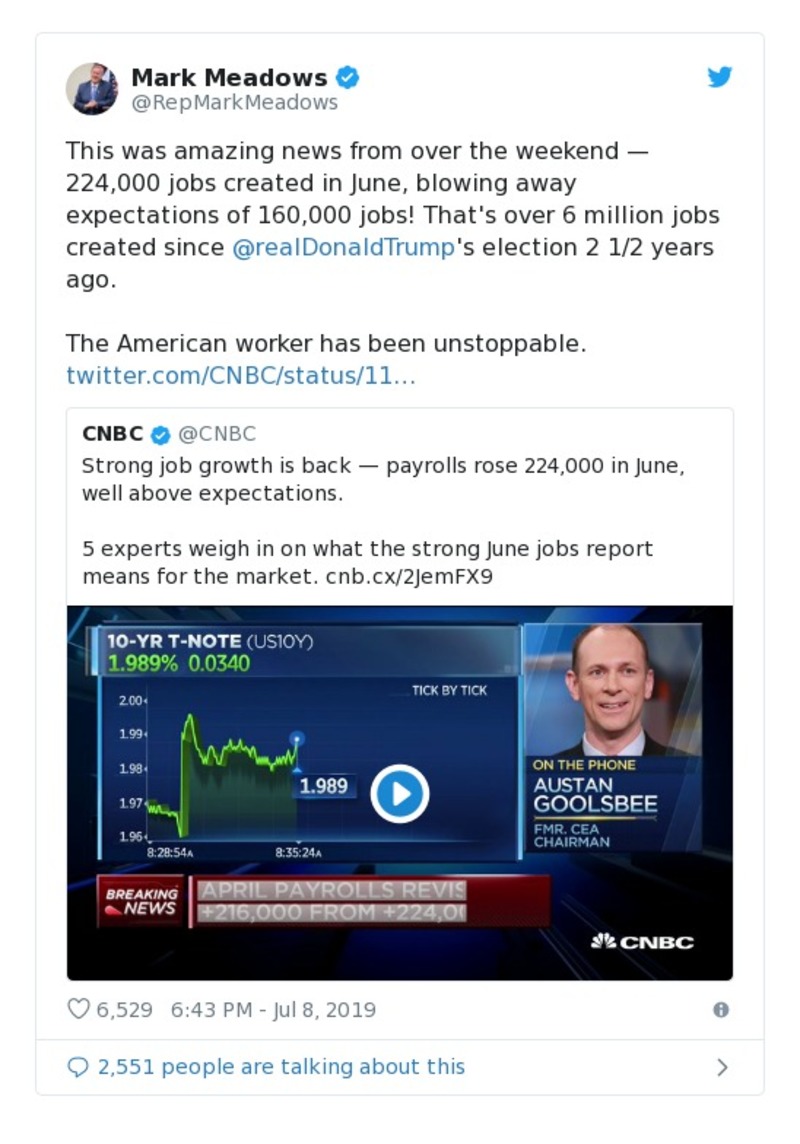 Mark Meadows
@RepMarkMeadows
This was amazing news from over the weekend —
224,000 jobs created in June, blowing away
expectations of 160,000 jobs! That's over 6 million jobs
created since @realDonaldTrump's election 2 1/2 years
ago.
The American worker has been unstoppable.
twitter.com/CNBC/status/11…
CNBC @CNBC
Strong job growth is back — payrolls rose 224,000 in June,
well above expectations.
5 experts weigh in on what the strong June jobs report
means for the market. cnb.cx/2JemFX9
10-YR T-NOTE (US10Y)
1.989% 0.0340
TICK BY TICK
2.00
1.99
1.98
1.97
1.96
1.989
8:28:54A
8:35:24A
ON THE PHONE
AUSTAN
GOOLSBEE
FMR. CEA
CHAIRMAN
BREAKING
NEWS
APRIL PAYROLLS REVIS
+216,000 FROM +224,00
CNBC
6,529 6:43 PM - Jul 8, 2019
2,551 people are talking about this